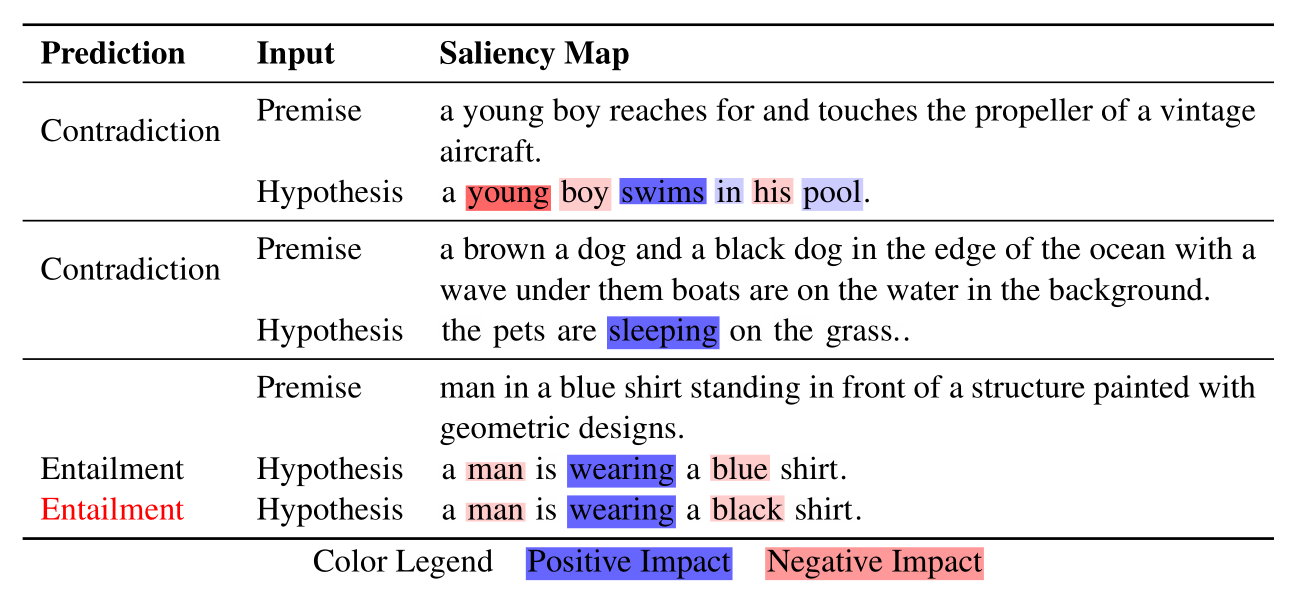 Prediction Input Saliency Map
Contradiction Premise a young boy reaches for and touches the propeller of a vintage
aircraft.
Hypothesis a young boy swims in his pool.
Contradiction Premise a brown a dog and a black dog in the edge of the ocean with a
wave under them boats are on the water in the background.
Hypothesis the pets are sleeping on the grass..
Premise man in a blue shirt standing in front of a structure painted with
geometric designs.
Entailment Hypothesis a man is wearing a blue shirt.
Entailment Hypothesis a man is wearing a black shirt.
Color Legend Positive Impact Negative Impact